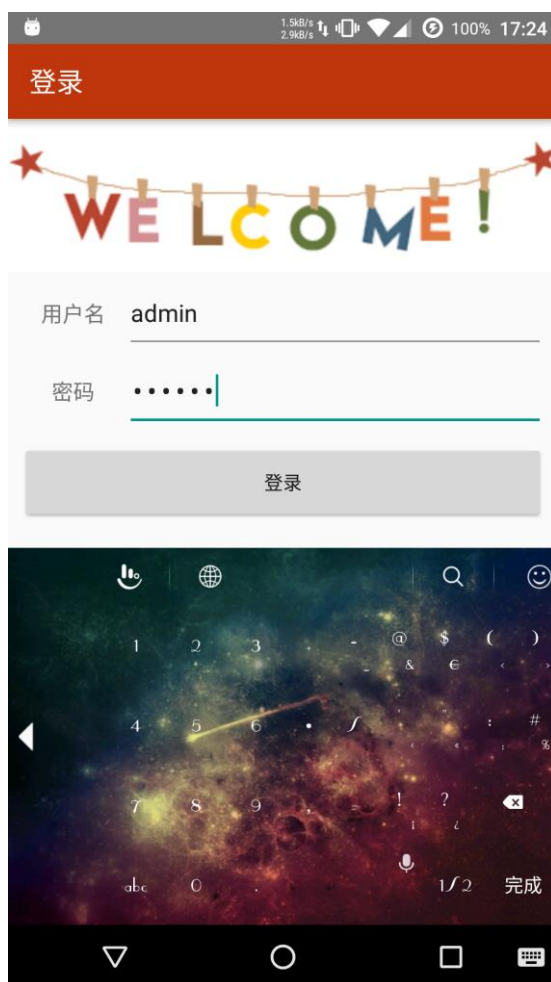 1.5kB/s
2.9kB/s
100% 17:24
登录
WELCOME!
用户名 admin
密码 ••••••
登录
1 2 3 - @ $ ( )
_ & €
4 5 6 • / : #
%
7 8 9 , = ! ?
¡ ¿
abc 0 . 1/2 完成